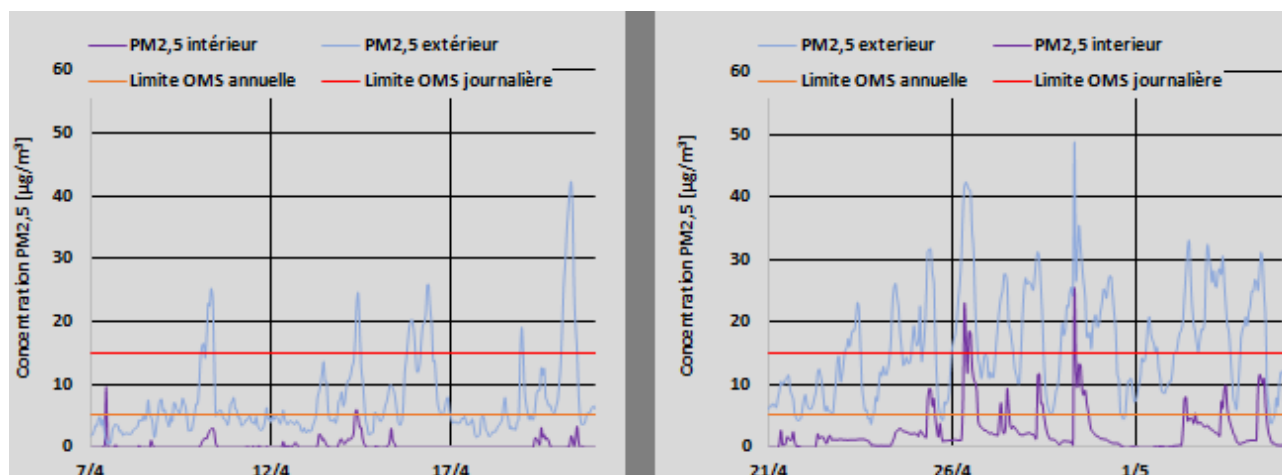 PM2,5 intérieur PM2,5 extérieur
Limite OMS annuelle Limite OMS journalière
Concentration PM2,5 [µg/m³]
60
50
40
30
20
10
0
7/4 12/4 17/4
PM2,5 exterieur PM2,5 interieur
Limite OMS annuelle Limite OMS journalière
Concentration PM2,5 [µg/m³]
60
50
40
30
20
10
0
21/4 26/4 1/5